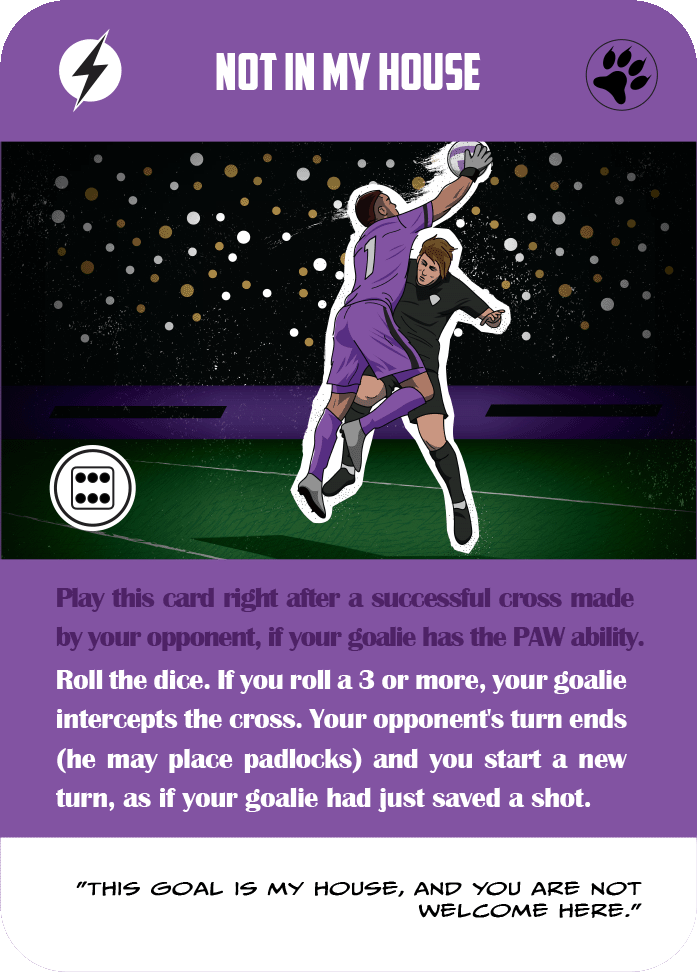 NOT IN MY HOUSE
1
Play this card right after a successful cross made
by your opponent, if your goalie has the PAW ability.
Roll the dice. If you roll a 3 or more, your goalie
intercepts the cross. Your opponent's turn ends
(he may place padlocks) and you start a new
turn, as if your goalie had just saved a shot.
"THIS GOAL IS MY HOUSE, AND YOU ARE NOT
WELCOME HERE."